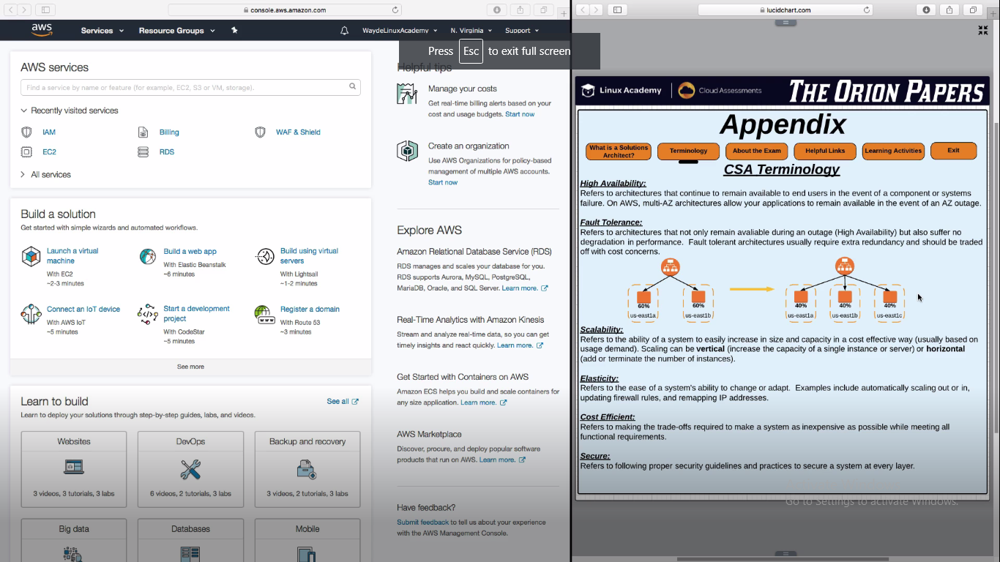 console.aws.amazon.com
lucidchart.com
aws
Services
Resource Groups
WaydeLinuxAcademy
N. Virginia
Support
Press Esc to exit full screen
AWS services
Find a service by name or feature (for example, EC2, S3 or VM, storage).
Recently visited services
IAM
Billing
WAF & Shield
EC2
RDS
All services
Build a solution
Get started with simple wizards and automated workflows.
Launch a virtual
machine
With EC2
~2-3 minutes
Build a web app
With Elastic Beanstalk
~6 minutes
Build using virtual
servers
With Lightsail
~1-2 minutes
Connect an IoT device
With AWS IoT
~5 minutes
Start a development
project
With CodeStar
~5 minutes
Register a domain
With Route 53
~3 minutes
See more
Learn to build
See all
Learn to deploy your solutions through step-by-step guides, labs, and videos.
Websites
3 videos, 3 tutorials, 3 labs
DevOps
6 videos, 2 tutorials, 3 labs
Backup and recovery
3 videos, 2 tutorials, 3 labs
Big data
Databases
Mobile
Helpful tips
Manage your costs
Get real-time billing alerts based on your
cost and usage budgets. Start now
Create an organization
Use AWS Organizations for policy-based
management of multiple AWS accounts.
Start now
Explore AWS
Amazon Relational Database Service (RDS)
RDS manages and scales your database for you.
RDS supports Aurora, MySQL, PostgreSQL,
MariaDB, Oracle, and SQL Server. Learn more.
Real-Time Analytics with Amazon Kinesis
Stream and analyze real-time data, so you can get
timely insights and react quickly. Learn more.
Get Started with Containers on AWS
Amazon ECS helps you build and scale containers for
any size application. Learn more.
AWS Marketplace
Discover, procure, and deploy popular software
products that run on AWS. Learn more.
Have feedback?
Submit feedback to tell us about your experience
with the AWS Management Console.
Linux Academy
Cloud Assessments
THE ORION PAPERS
Appendix
What is a Solutions
Architect?
Terminology
About the Exam
Helpful Links
Learning Activities
Exit
CSA Terminology
High Availability:
Refers to architectures that continue to remain available to end users in the event of a component or systems
failure. On AWS, multi-AZ architectures allow your applications to remain available in the event of an AZ outage.
Fault Tolerance:
Refers to architectures that not only remain avaliable during an outage (High Availability) but also suffer no
degradation in performance. Fault tolerant architectures usually require extra redundancy and should be traded
off with cost concerns.
60%
60%
40%
40%
40%
us-east1a
us-east1b
us-east1a
us-east1b
us-east1c
Scalability:
Refers to the ability of a system to easily increase in size and capacity in a cost effective way (usually based on
usage demand). Scaling can be vertical (increase the capacity of a single instance or server) or horizontal
(add or terminate the number of instances).
Elasticity:
Refers to the ease of a system's ability to change or adapt. Examples include automatically scaling out or in,
updating firewall rules, and remapping IP addresses.
Cost Efficient:
Refers to making the trade-offs required to make a system as inexpensive as possible while meeting all
functional requirements.
Secure:
Refers to following proper security guidelines and practices to secure a system at every layer.
Go to Settings to activate Windows.